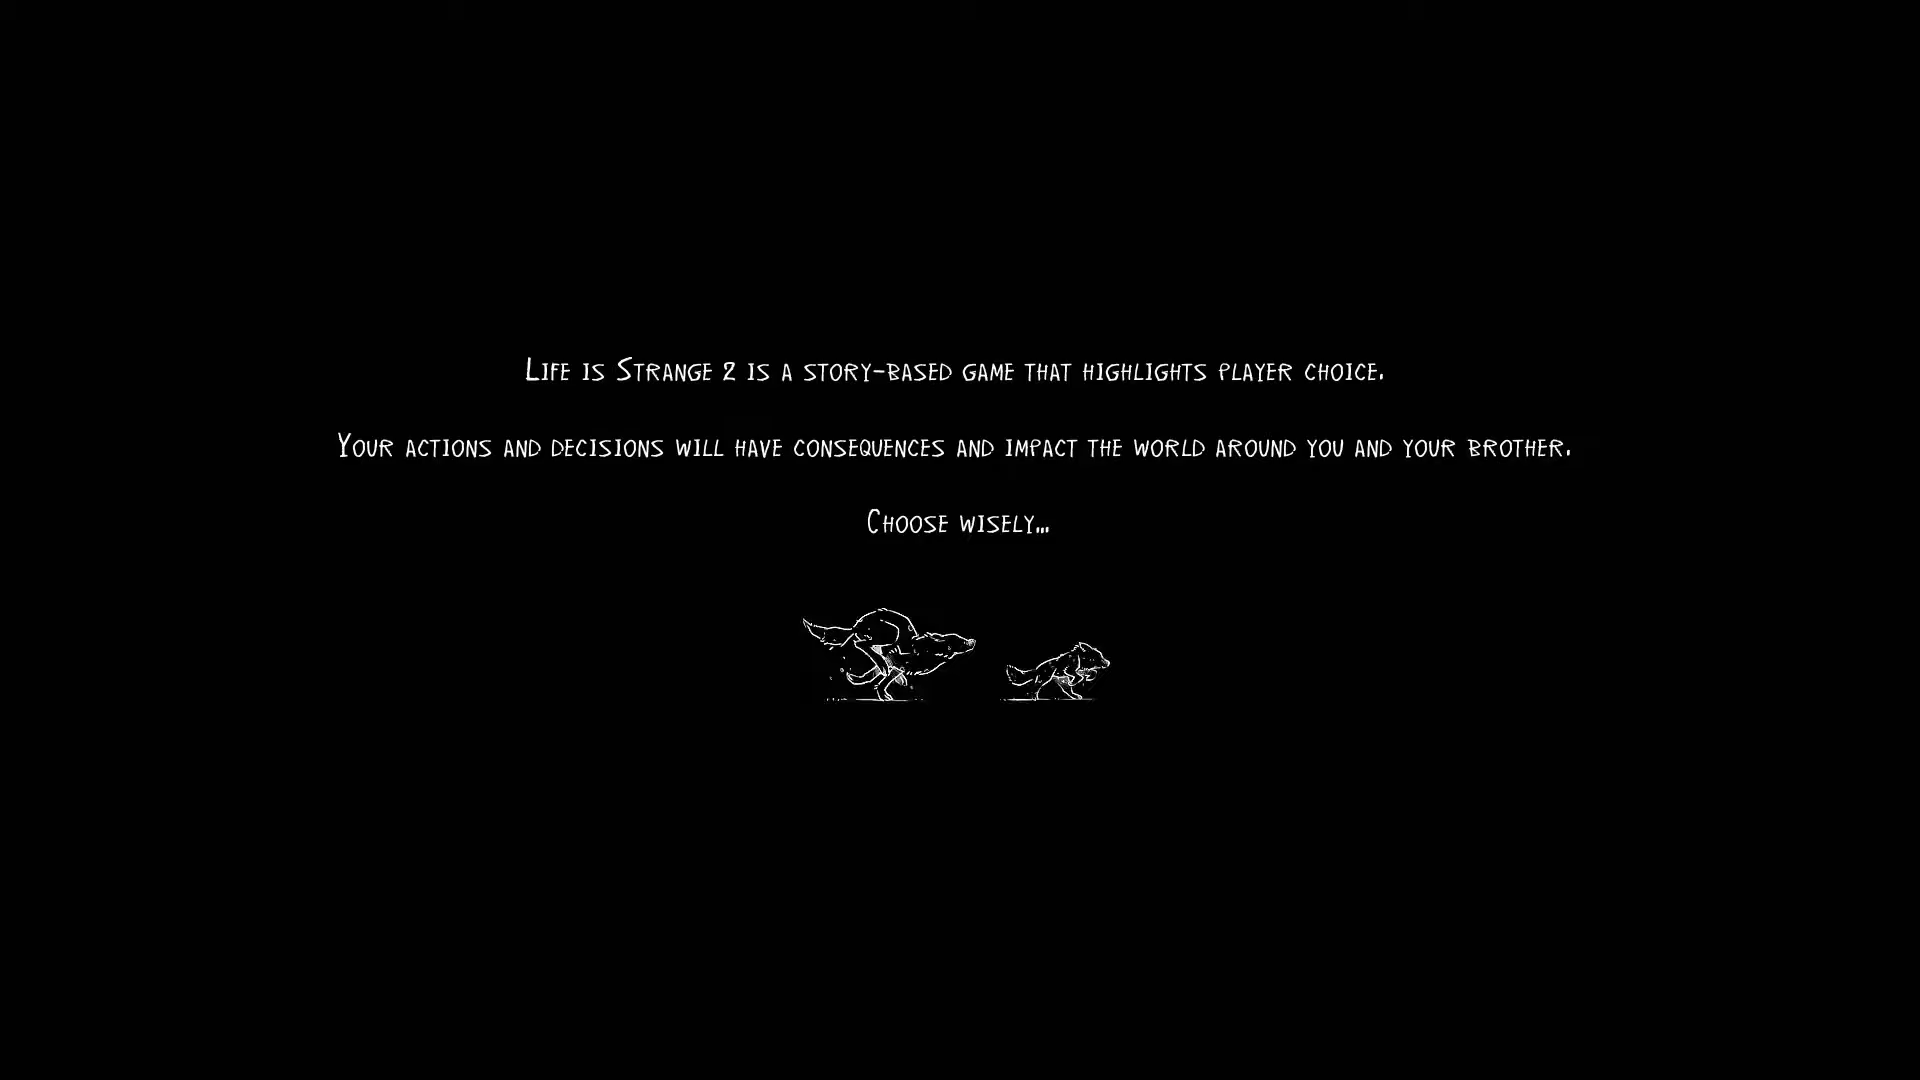 Life is Strange 2 is a story-based game that highlights player choice.
Your actions and decisions will have consequences and impact the world around you and your brother.
Choose wisely...